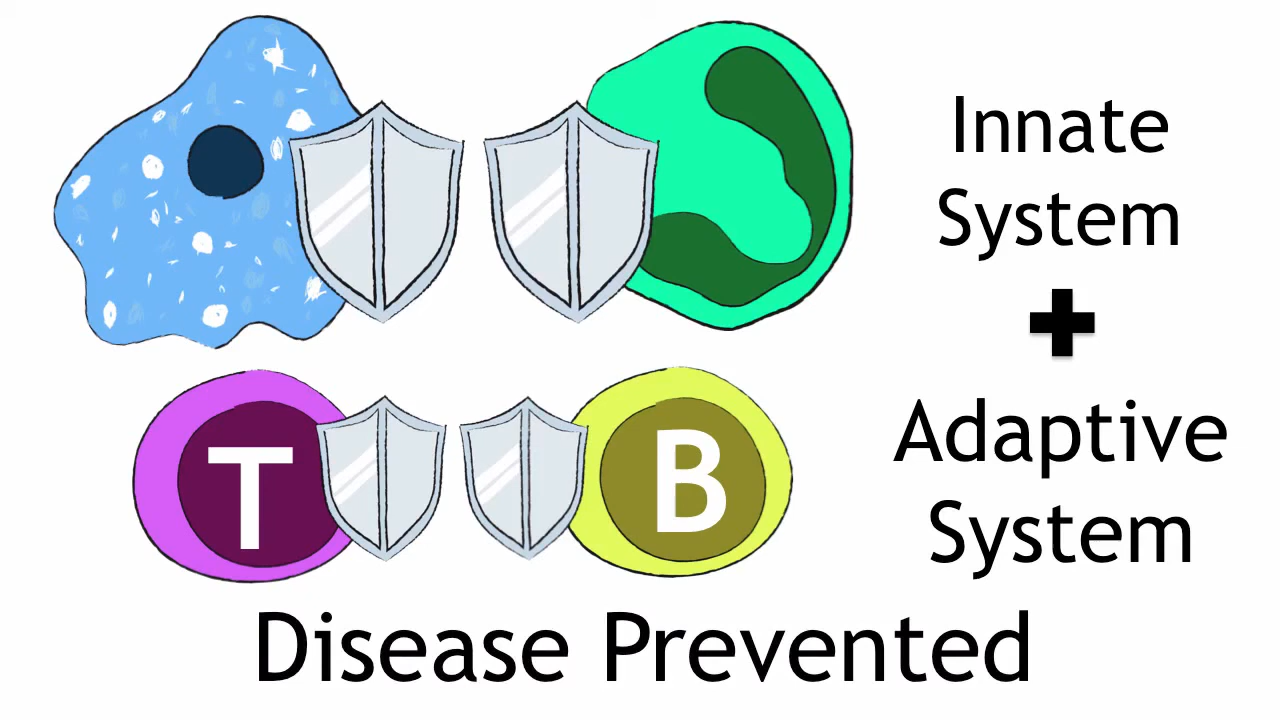 Innate
System
+
Adaptive
System
T
B
Disease Prevented